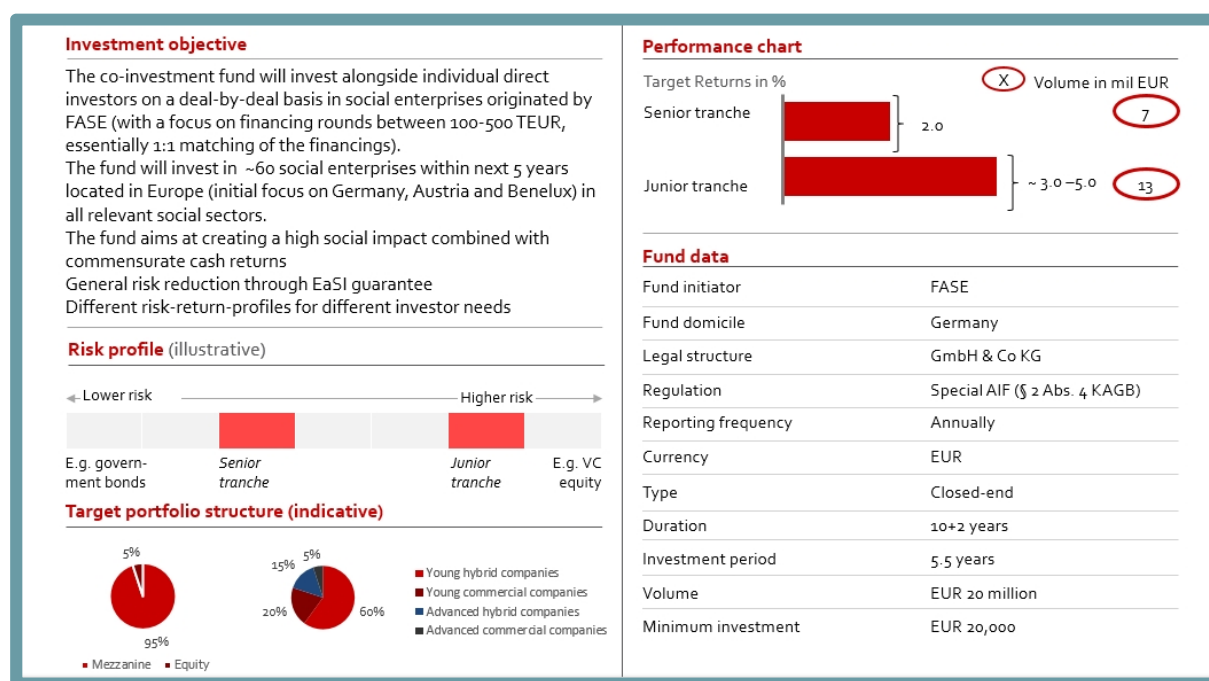 Investment objective
The co-investment fund will invest alongside individual direct
investors on a deal-by-deal basis in social enterprises originated by
FASE (with a focus on financing rounds between 100-500 TEUR,
essentially 1:1 matching of the financings).
The fund will invest in ~60 social enterprises within next 5 years
located in Europe (initial focus on Germany, Austria and Benelux) in
all relevant social sectors.
The fund aims at creating a high social impact combined with
commensurate cash returns
General risk reduction through EaSI guarantee
Different risk-return-profiles for different investor needs
Risk profile (illustrative)
Lower risk
Higher risk
E.g. govern-
ment bonds
Senior
tranche
Junior
tranche
E.g. VC
equity
Target portfolio structure (indicative)
5%
95%
Mezzanine
Equity
5%
15%
20%
60%
Young hybrid companies
Young commercial companies
Advanced hybrid companies
Advanced commercial companies
Performance chart
Target Returns in %
X Volume in mil EUR
Senior tranche
2.0
7
Junior tranche
~ 3.0 –5.0
13
Fund data
Fund initiator FASE
Fund domicile Germany
Legal structure GmbH & Co KG
Regulation Special AIF (§ 2 Abs. 4 KAGB)
Reporting frequency Annually
Currency EUR
Type Closed-end
Duration 10+2 years
Investment period 5.5 years
Volume EUR 20 million
Minimum investment EUR 20,000